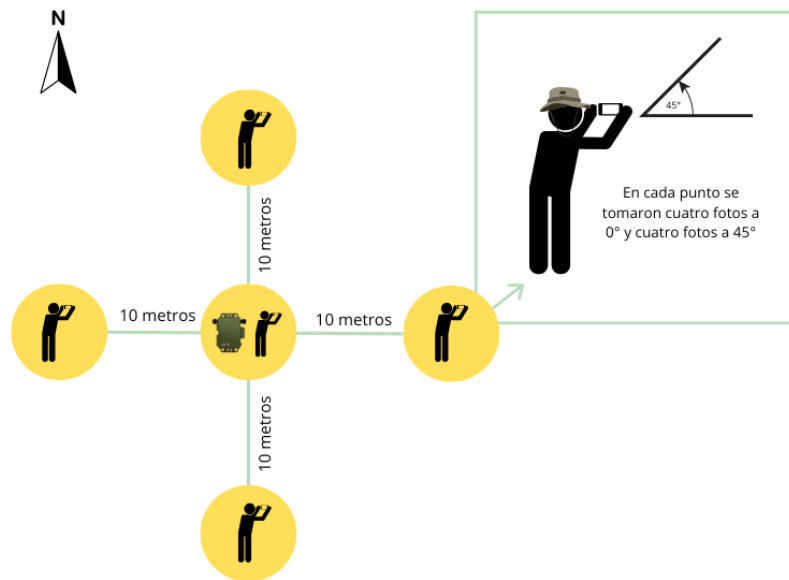 N
45°
En cada punto se
tomaron cuatro fotos a
0° y cuatro fotos a 45°
10 metros
10 metros
10 metros
10 metros